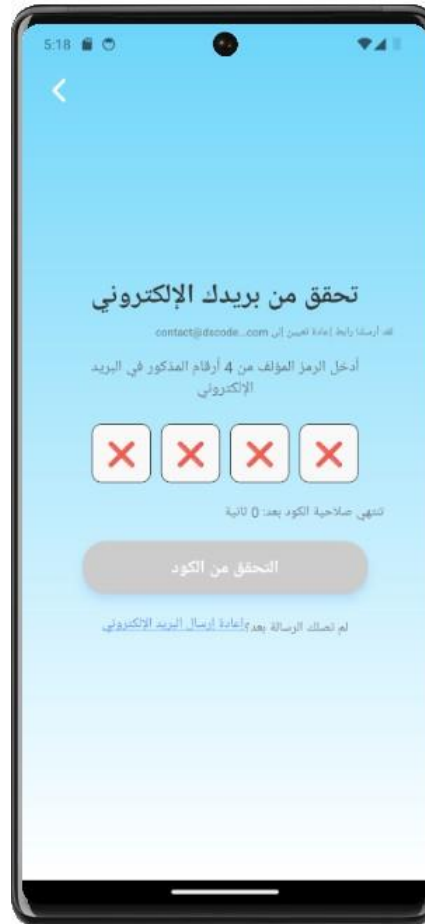 5:18
تحقق من بريدك الإلكتروني
لقد أرسلنا رابط إعادة تعيين إلى contact@dscode...com
أدخل الرمز المؤلف من 4 أرقام المذكور في البريد
الإلكتروني
تنتهي صلاحية الكود بعد: 0 ثانية
التحقق من الكود
لم تصلك الرسالة بعد؟إعادة إرسال البريد الإلكتروني